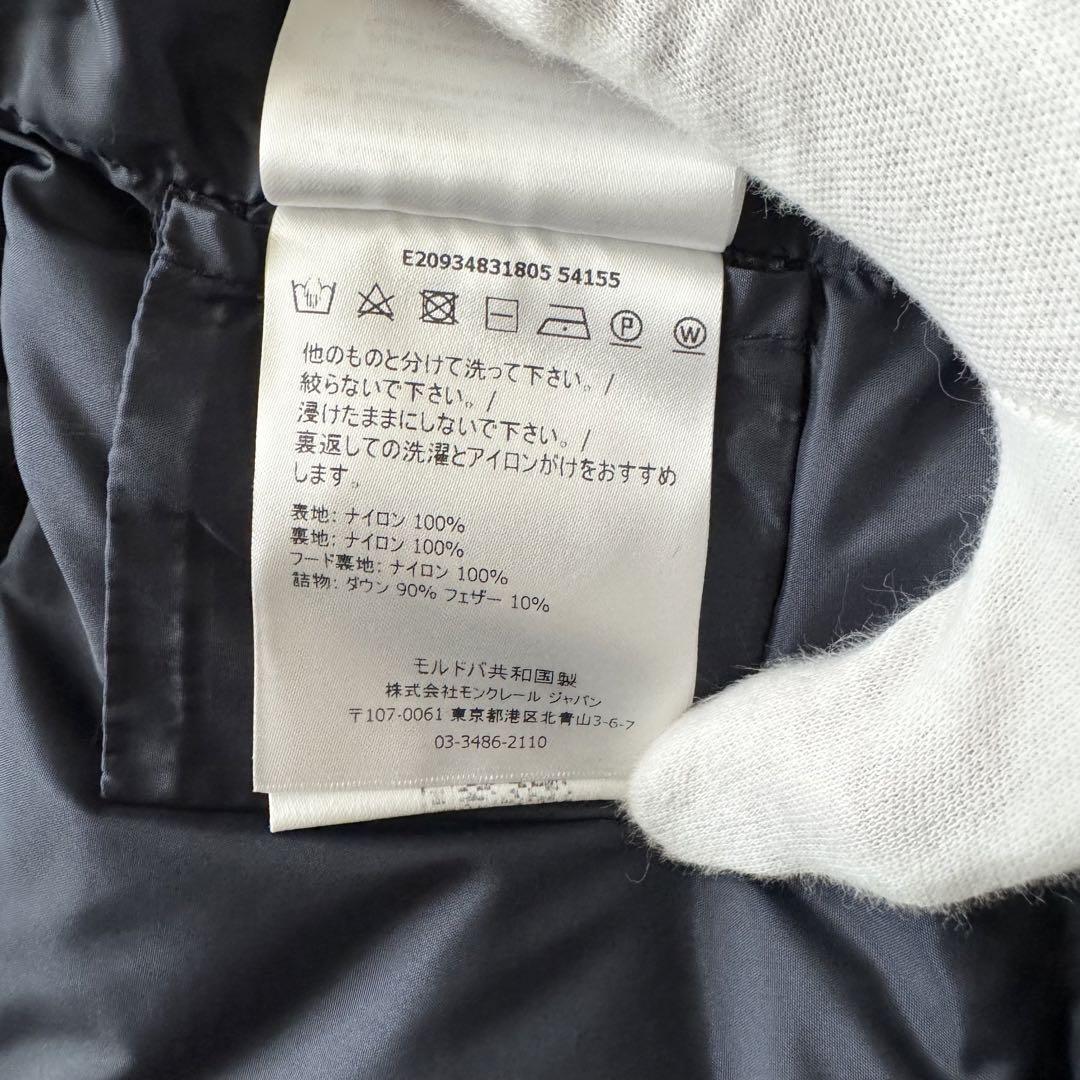 E20934831805 54155
P
W
他のものと分けて洗って下さい。/
絞らないで下さい。/
浸けたままにしないで下さい。/
裏返しての洗濯とアイロンがけをおすすめ
します。
表地: ナイロン 100%
裏地: ナイロン 100%
フード裏地: ナイロン 100%
詰物: ダウン 90% フェザー 10%
モルドバ共和国製
株式会社モンクレール ジャパン
〒107-0061 東京都港区北青山3-6-7
03-3486-2110